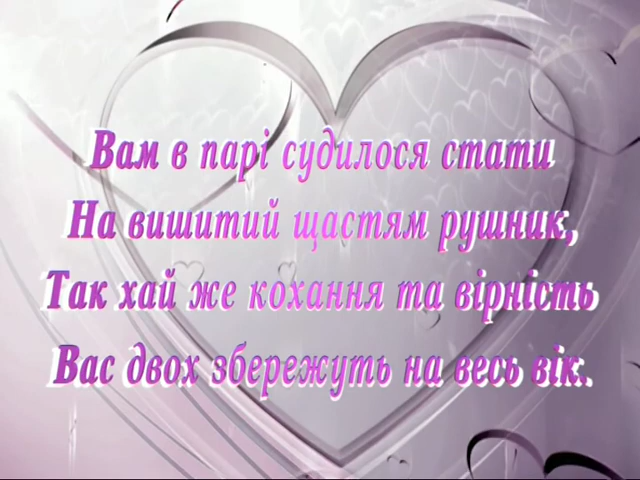 Вам в парі судилося стати
На вишитий щастям рушник,
Так хай же кохання та вірність
Вас двох збережуть на весь вік.